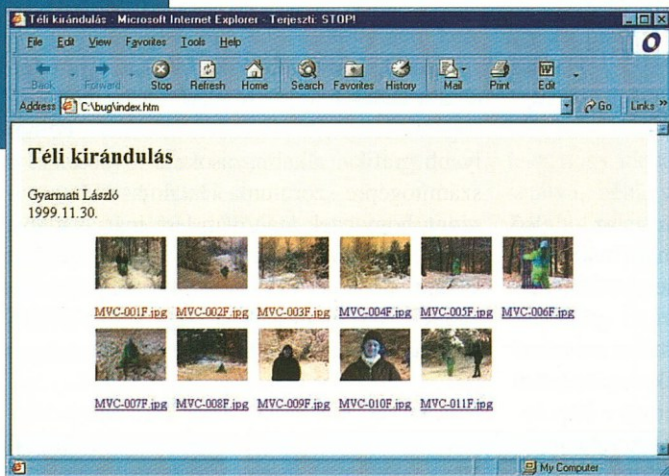 Téli kirándulás - Microsoft Internet Explorer - Terjeszti: STOP!
File Edit View Favorites Tools Help
Back Forward Stop Refresh Home Search Favorites History Mail Print Edit
Address C:\bug\index.htm Go Links »
Téli kirándulás
Gyarmati László
1999.11.30.
MVC-001F.jpg MVC-002F.jpg MVC-003F.jpg MVC-004F.jpg MVC-005F.jpg MVC-006F.jpg
MVC-007F.jpg MVC-008F.jpg MVC-009F.jpg MVC-010F.jpg MVC-011F.jpg
My Computer